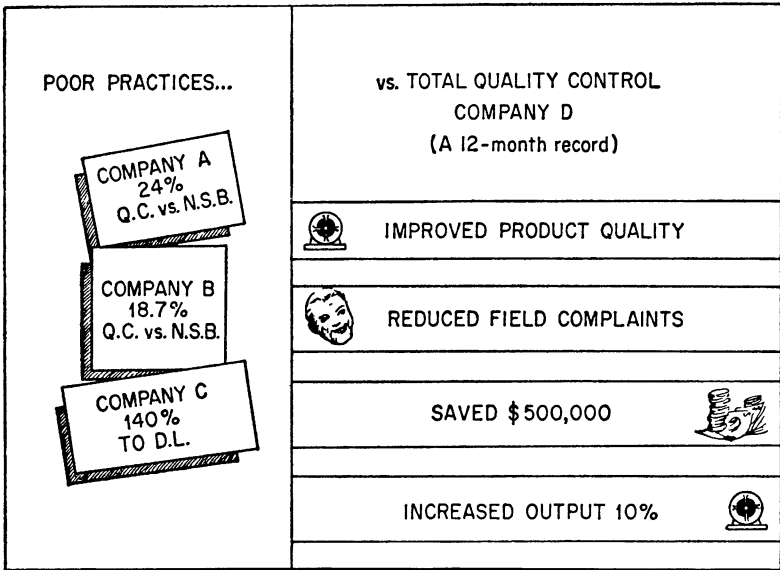 POOR PRACTICES...
COMPANY A
24%
Q.C. vs. N.S.B.
COMPANY B
18.7%
Q.C. vs. N.S.B.
COMPANY C
140%
TO D.L.
vs. TOTAL QUALITY CONTROL
COMPANY D
(A 12-month record)
IMPROVED PRODUCT QUALITY
REDUCED FIELD COMPLAINTS
SAVED $500,000
INCREASED OUTPUT 10%